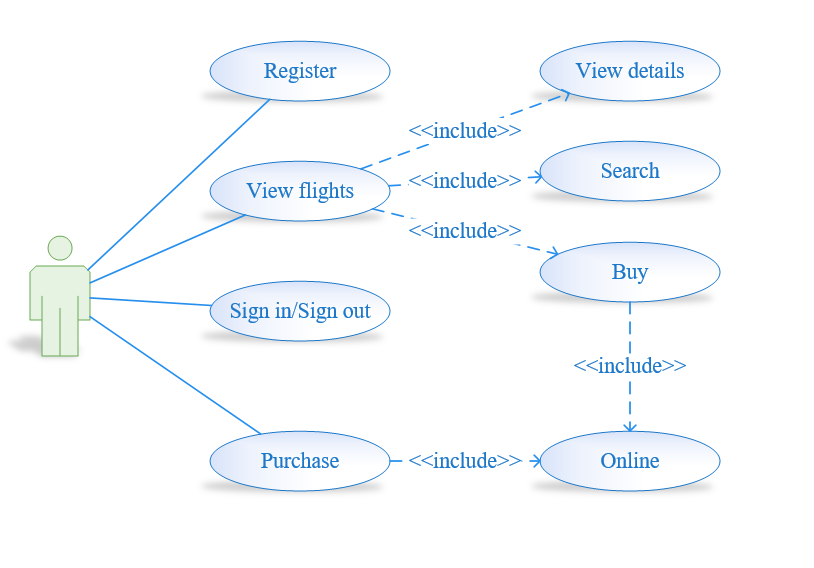 Register
View details
<<include>>
Search
View flights
<<include>>
<<include>>
Buy
Sign in/Sign out
<<include>>
Purchase
<<include>>
Online